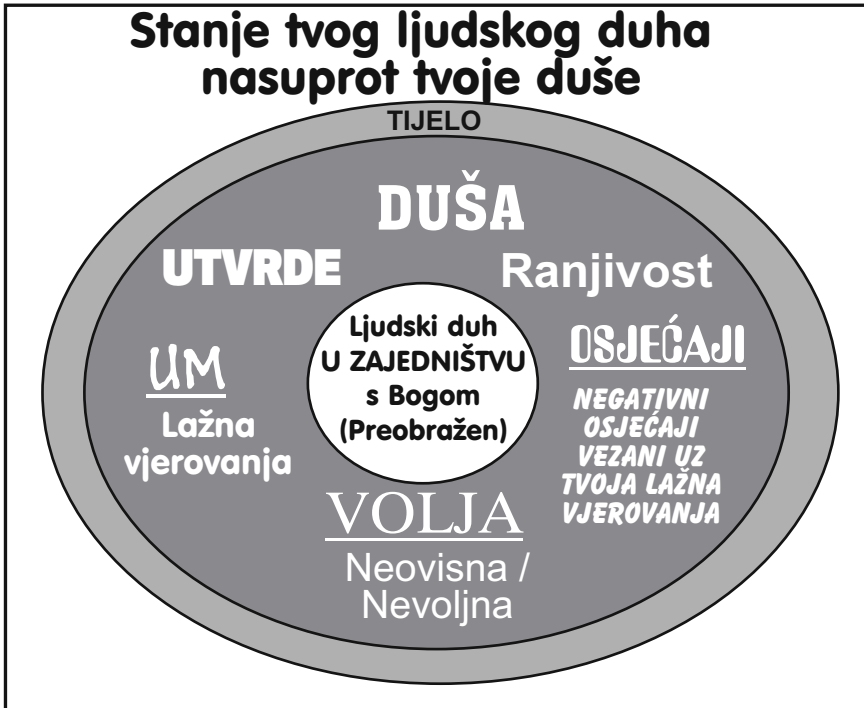 Stanje tvog ljudskog duha
nasuprot tvoje duše
TIJELO
DUŠA
UTVRDE
Ranjivost
Ljudski duh
U ZAJEDNIŠTVU
s Bogom
(Preobražen)
UM
Lažna
vjerovanja
OSJEĆAJI
NEGATIVNI
OSJEĆAJI
VEZANI UZ
TVOJA LAŽNA
VJEROVANJA
VOLJA
Neovisna /
Nevoljna